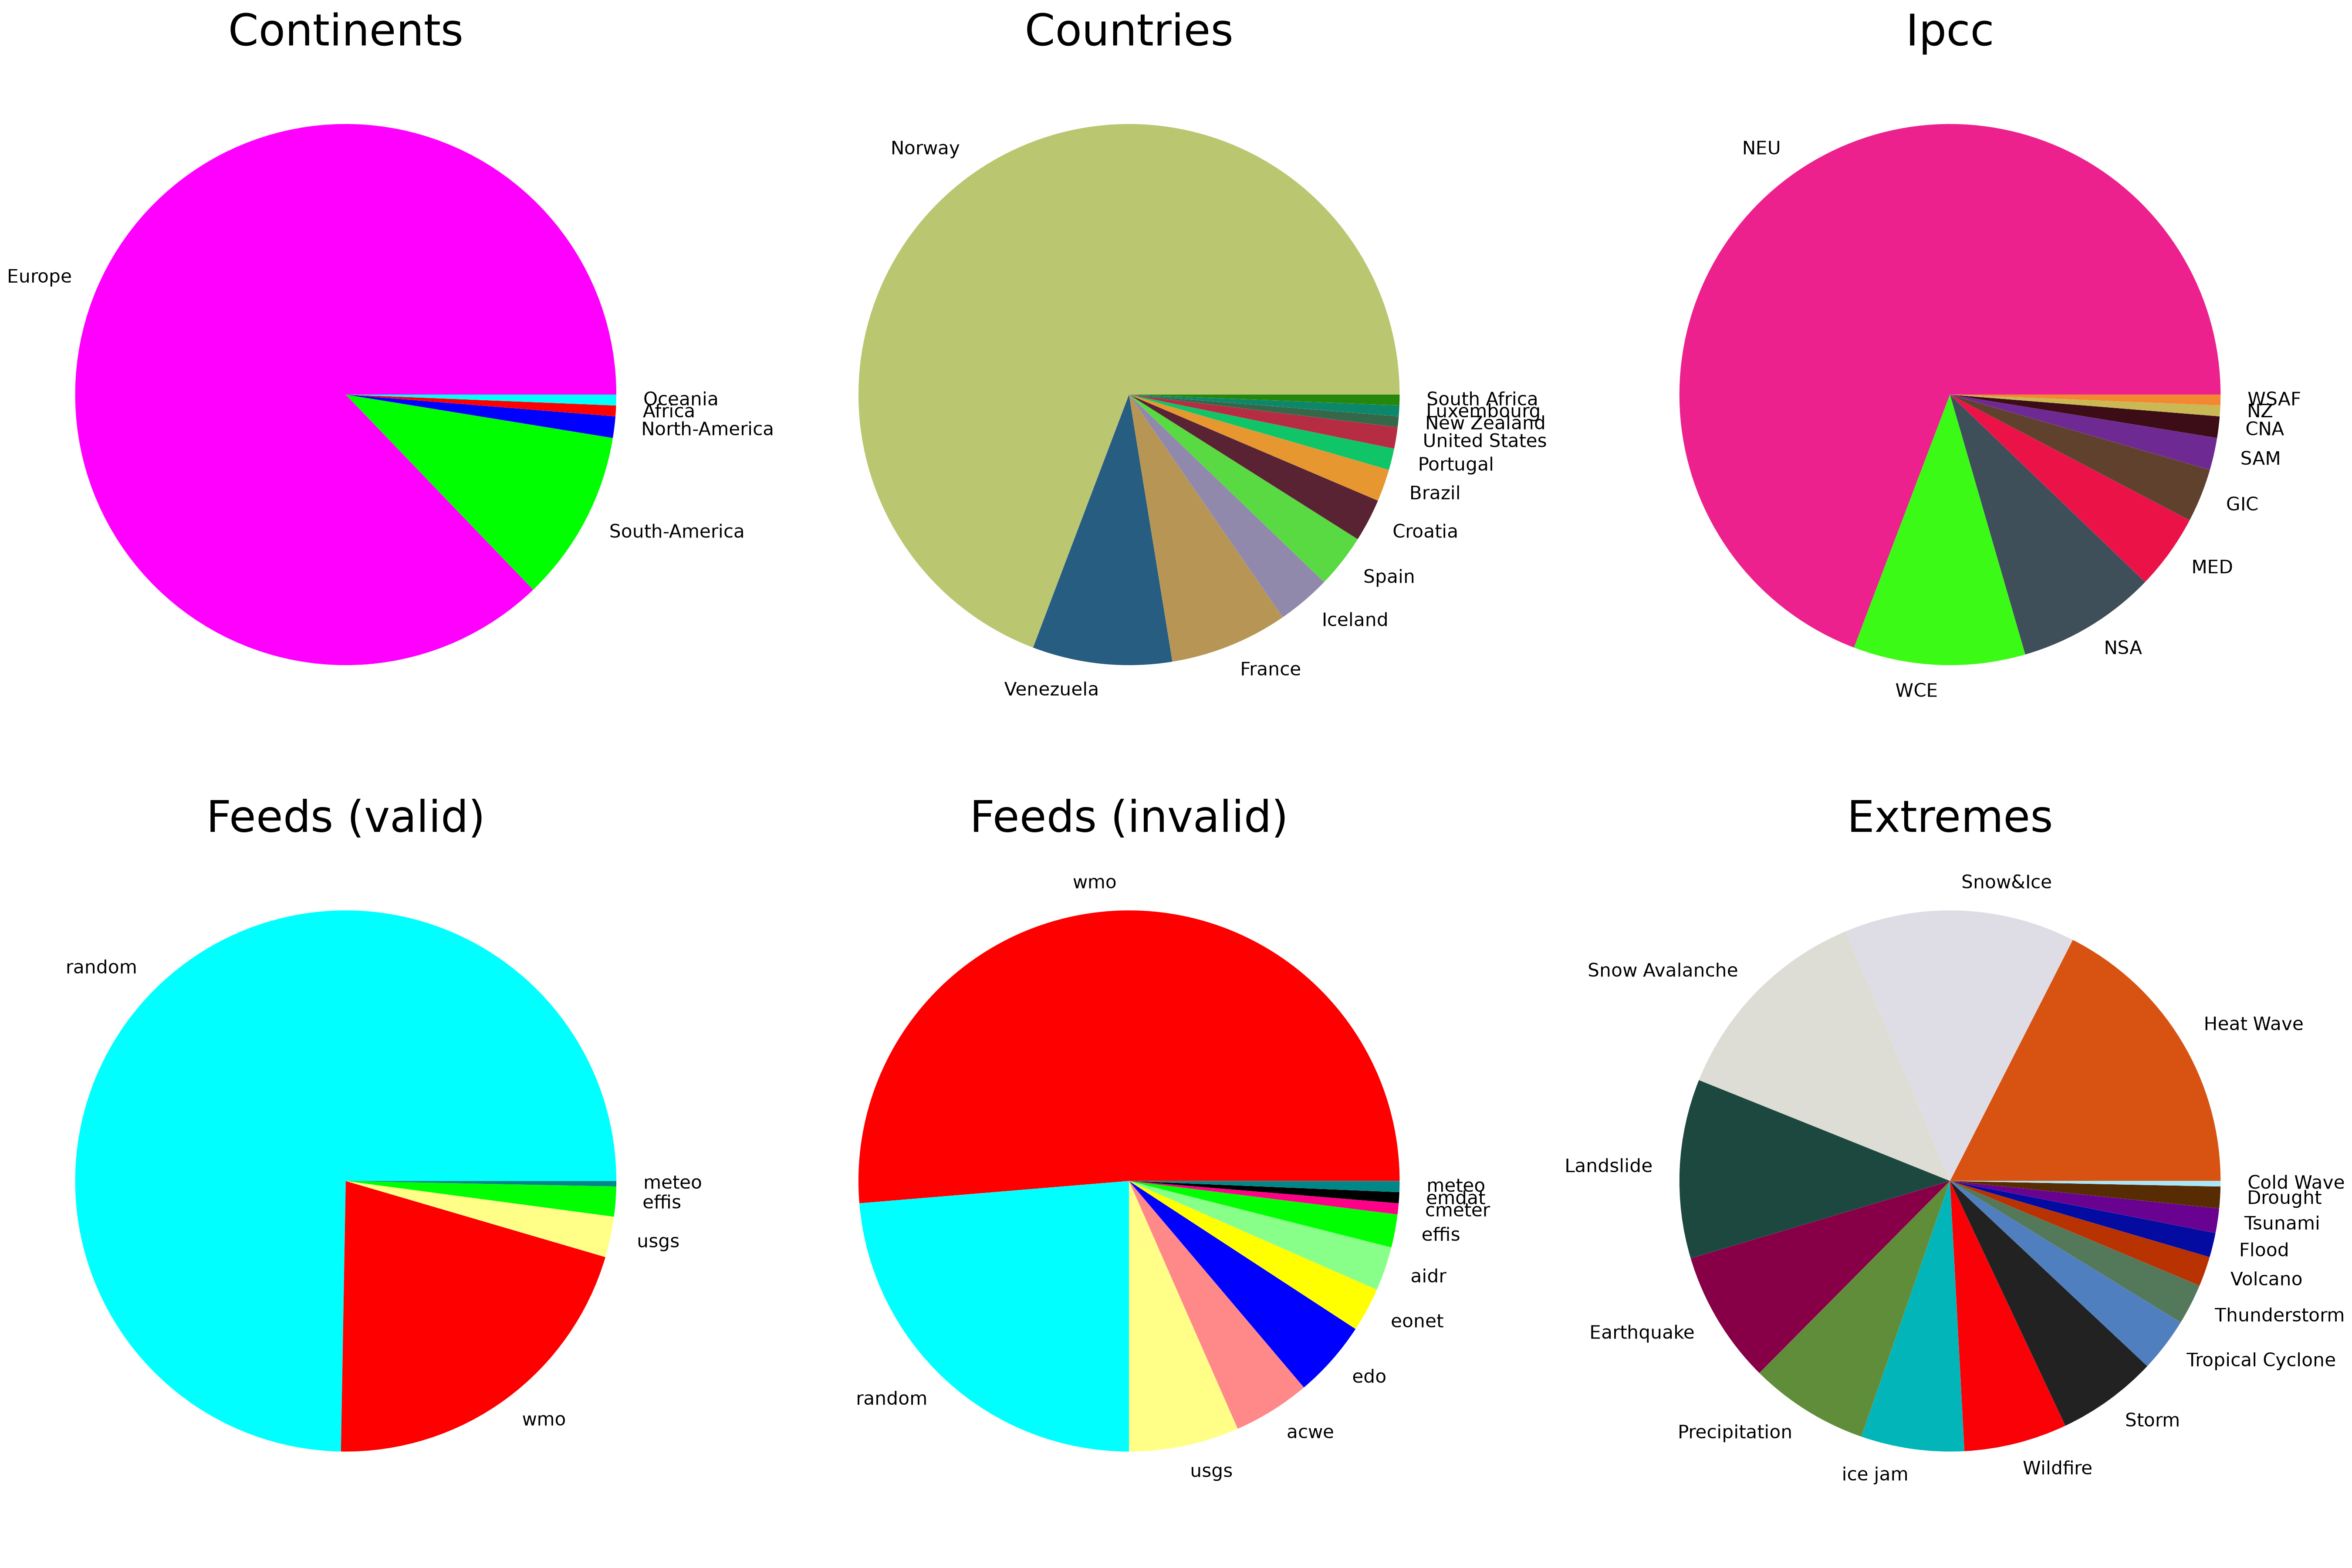 Continents
Countries
Ipcc
Europe
Oceania
Africa
North-America
South-America
Norway
South Africa
Luxembourg
New Zealand
United States
Portugal
Brazil
Croatia
Spain
Iceland
France
Venezuela
NEU
WSAF
NZ
CNA
SAM
GIC
MED
NSA
WCE
Feeds (valid)
Feeds (invalid)
Extremes
random
meteo
effis
usgs
wmo
wmo
meteo
emdat
cmeter
effis
aidr
eonet
edo
acwe
usgs
random
Snow&Ice
Snow Avalanche
Heat Wave
Landslide
Cold Wave
Drought
Tsunami
Flood
Volcano
Thunderstorm
Tropical Cyclone
Storm
Wildfire
ice jam
Precipitation
Earthquake